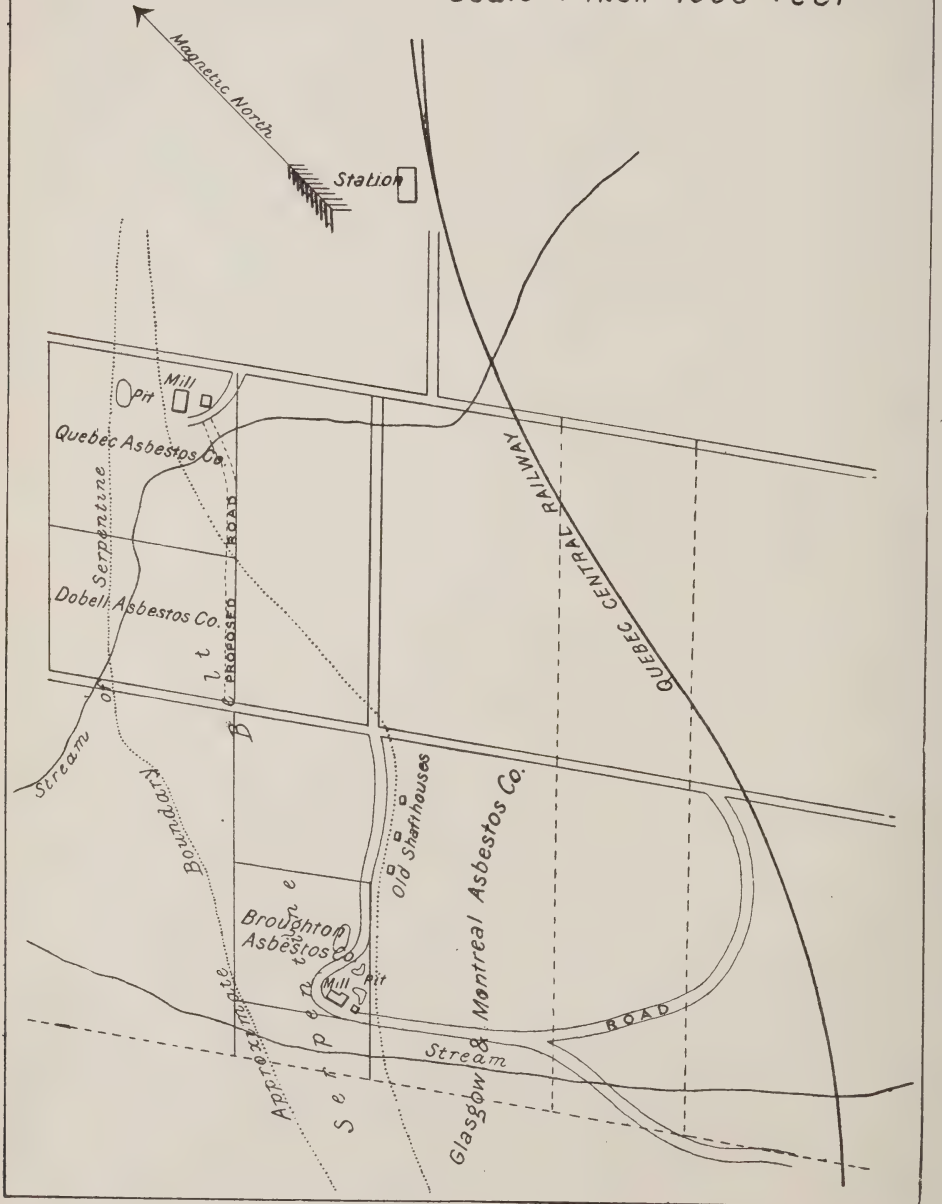 Scale 1 inch 1000 Feet
Magnetic North
Station
Mill
Pit
Quebec Asbestos Co.
Serpentine
ROAD
PROPOSED
QUEBEC CENTRAL RAILWAY
Dobell Asbestos Co.
of
Belt
Stream
Boundary
Old Shafthouses
Glasgow & Montreal Asbestos Co.
Broughton
Asbestos Co.
Mill
Pit
Serpentine
ROAD
Stream
Approximate